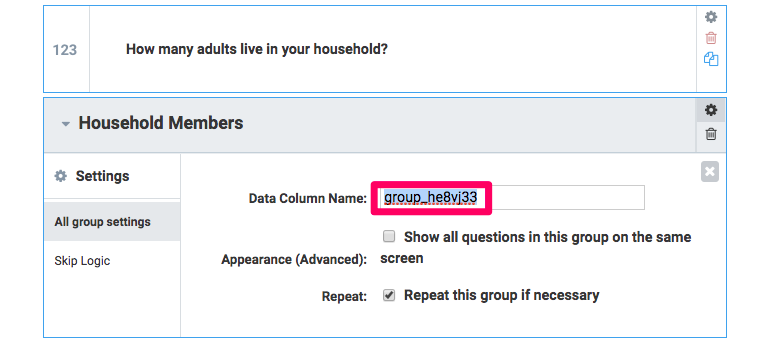 123
How many adults live in your household?
Household Members
Settings
All group settings
Skip Logic
Data Column Name: group_he8vj33
Show all questions in this group on the same
Appearance (Advanced): screen
Repeat: Repeat this group if necessary